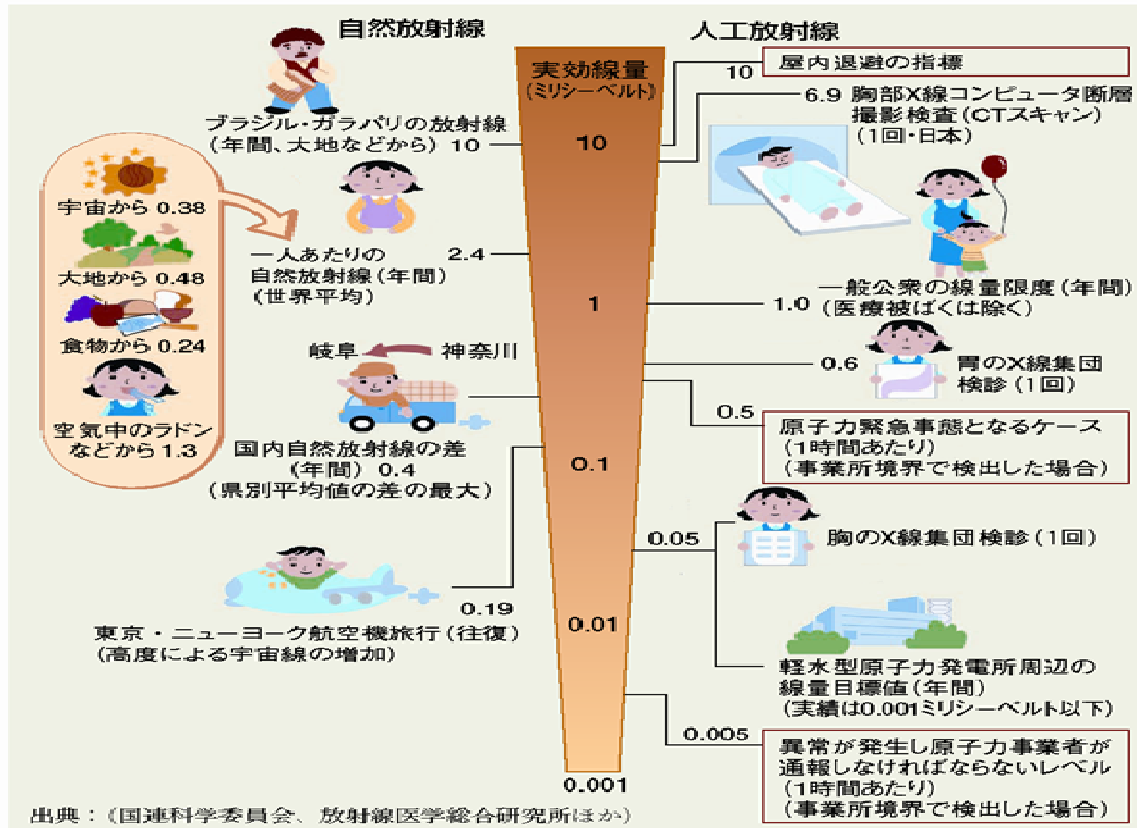 自然放射線
人工放射線
実効線量
(ミリシーベルト)
10
1
0.1
0.01
0.001
ブラジル・ガラパリの放射線
(年間、大地などから) 10
宇宙から 0.38
大地から 0.48
食物から 0.24
空気中のラドン
などから 1.3
一人あたりの 2.4
自然放射線(年間)
(世界平均)
岐阜 神奈川
国内自然放射線の差
(年間) 0.4
(県別平均値の差の最大)
0.19
東京・ニューヨーク航空機旅行(往復)
(高度による宇宙線の増加)
10 屋内退避の指標
6.9 胸部X線コンピュータ断層
撮影検査(CTスキャン)
(1回・日本)
1.0 一般公衆の線量限度(年間)
(医療被ばくは除く)
0.6 胃のX線集団
検診(1回)
0.5 原子力緊急事態となるケース
(1時間あたり)
(事業所境界で検出した場合)
0.05
胸のX線集団検診(1回)
軽水型原子力発電所周辺の
線量目標値(年間)
(実績は0.001ミリシーベルト以下)
0.005 異常が発生し原子力事業者が
通報しなければならないレベル
(1時間あたり)
(事業所境界で検出した場合)
出典:(国連科学委員会、放射線医学総合研究所ほか)